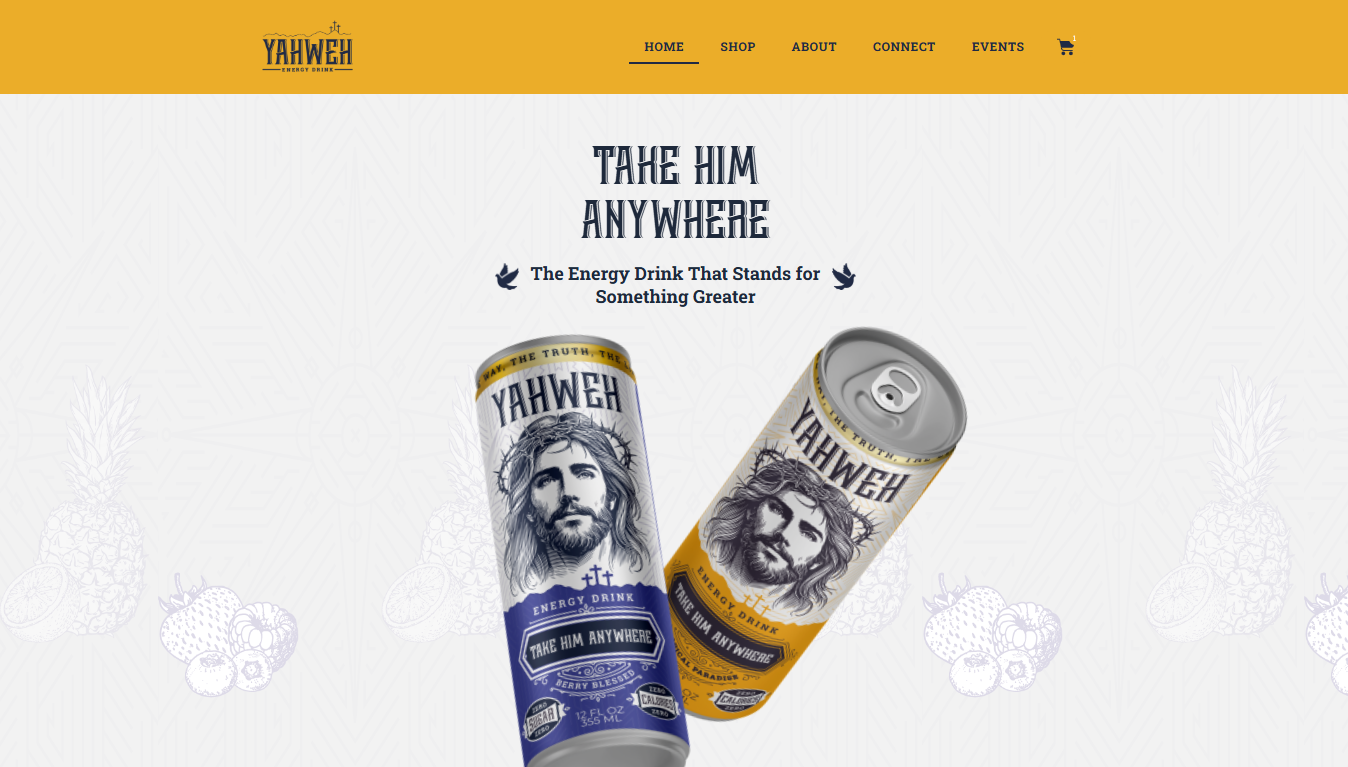 YAHWEH
ENERGY DRINK
HOME
SHOP
ABOUT
CONNECT
EVENTS
1
TAKE HIM
ANYWHERE
The Energy Drink That Stands for
Something Greater
WAY, THE TRUTH, THE
YAHWEH
ENERGY DRINK
TAKE HIM ANYWHERE
BERRY BLESSED
ZERO
SUGAR
ZERO
12 FL OZ
355 ML
ZERO
CALORIES
ZERO
THE TRUTH, THE
YAHWEH
ENERGY DRINK
TAKE HIM ANYWHERE
PARADISE
OZ
ZERO
CALORIES
ZERO